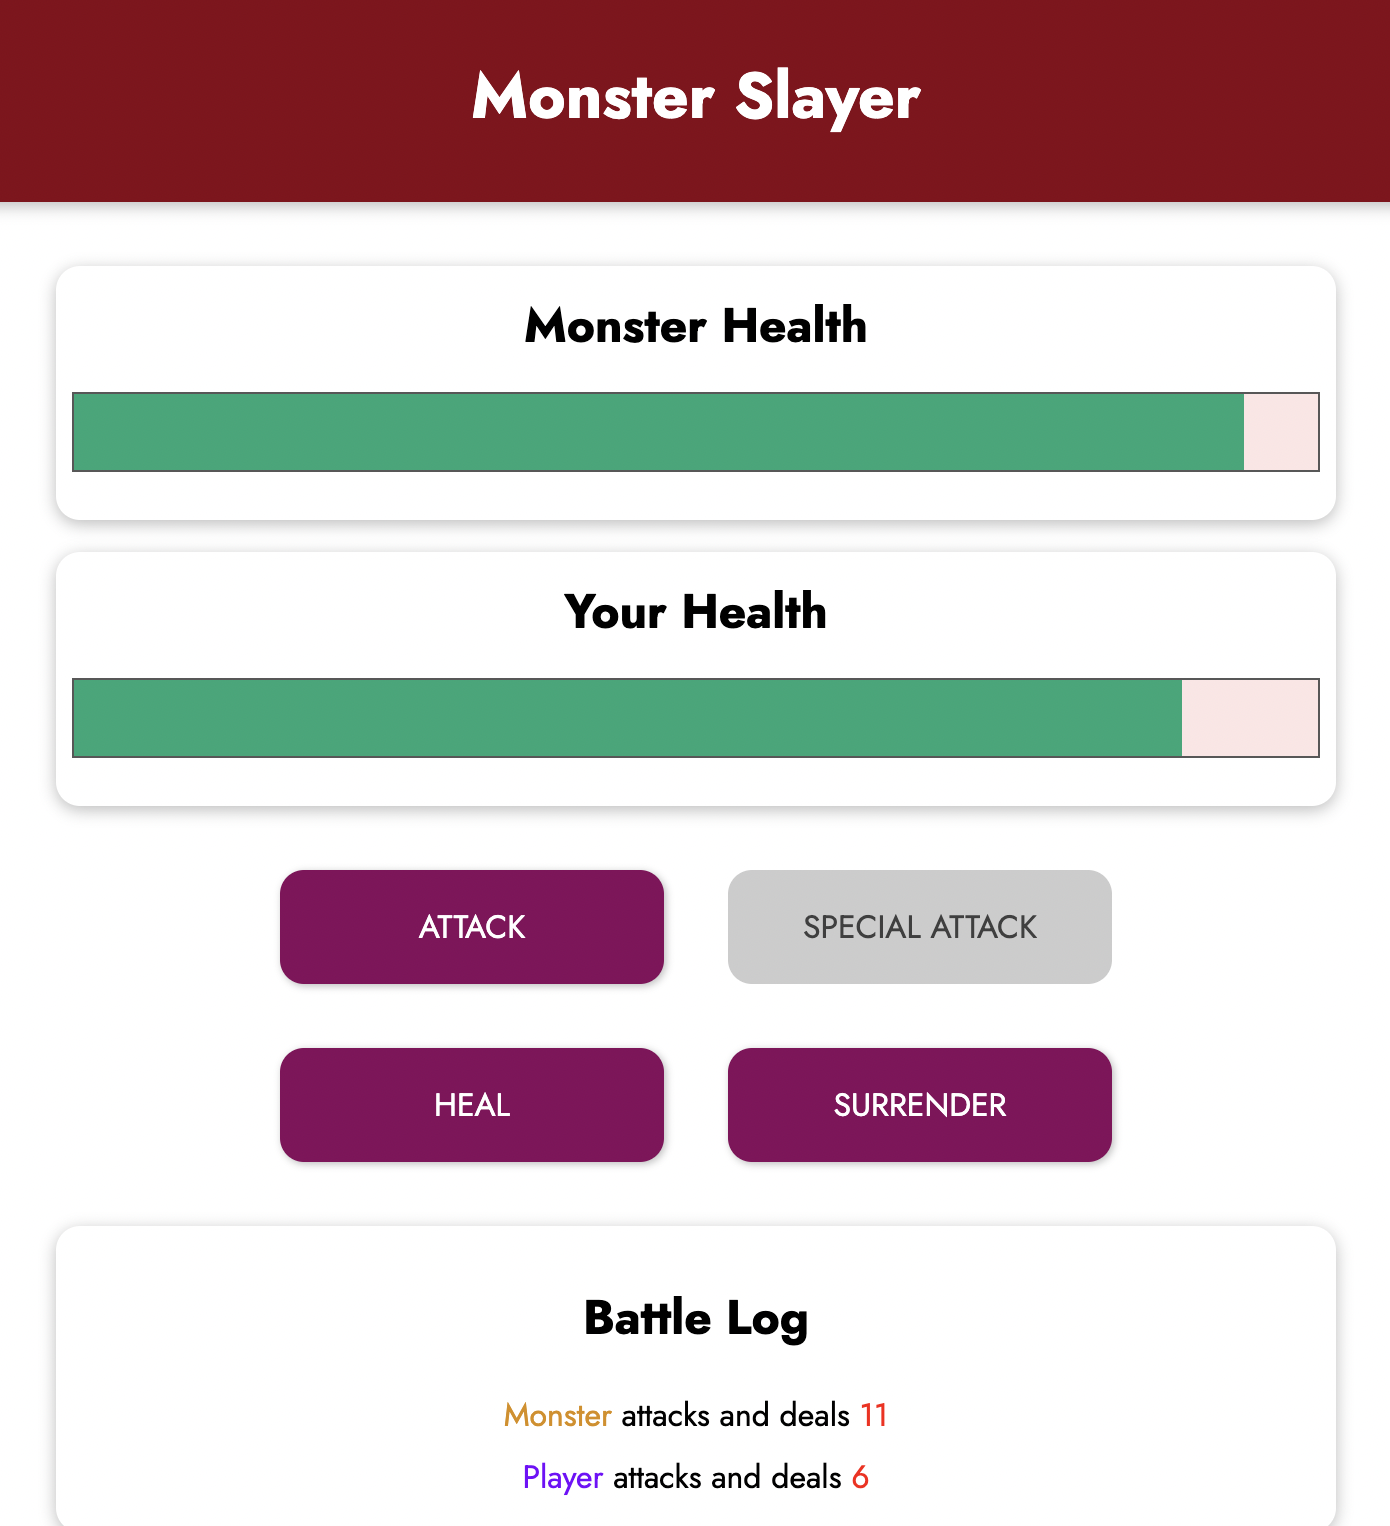 Monster Slayer
Monster Health
Your Health
ATTACK
SPECIAL ATTACK
HEAL
SURRENDER
Battle Log
Monster attacks and deals 11
Player attacks and deals 6